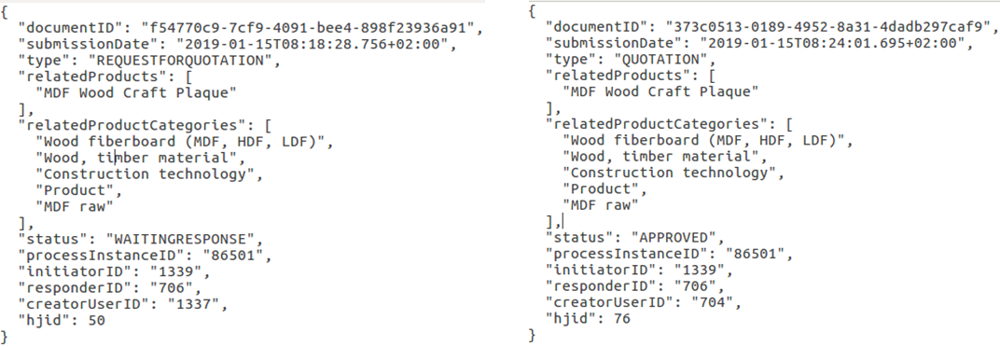 {
  "documentID": "f54770c9-7cf9-4091-bee4-898f23936a91",
  "submissionDate": "2019-01-15T08:18:28.756+02:00",
  "type": "REQUESTFORQUOTATION",
  "relatedProducts": [
    "MDF Wood Craft Plaque"
  ],
  "relatedProductCategories": [
    "Wood fiberboard (MDF, HDF, LDF)",
    "Wood, timber material",
    "Construction technology",
    "Product",
    "MDF raw"
  ],
  "status": "WAITINGRESPONSE",
  "processInstanceID": "86501",
  "initiatorID": "1339",
  "responderID": "706",
  "creatorUserID": "1337",
  "hjid": 50
}
{
  "documentID": "373c0513-0189-4952-8a31-4dadb297caf9",
  "submissionDate": "2019-01-15T08:24:01.695+02:00",
  "type": "QUOTATION",
  "relatedProducts": [
    "MDF Wood Craft Plaque"
  ],
  "relatedProductCategories": [
    "Wood fiberboard (MDF, HDF, LDF)",
    "Wood, timber material",
    "Construction technology",
    "Product",
    "MDF raw"
  ],
  "status": "APPROVED",
  "processInstanceID": "86501",
  "initiatorID": "1339",
  "responderID": "706",
  "creatorUserID": "704",
  "hjid": 76
}